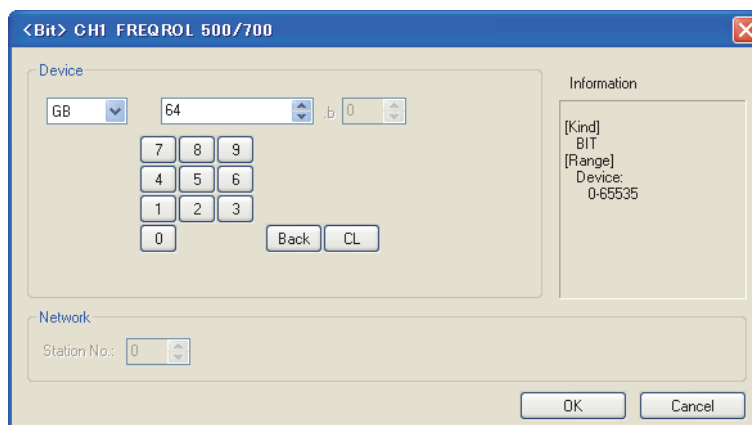 <Bit> CH1 FREQROL 500/700
Device
GB 64 .b 0
7 8 9
4 5 6
1 2 3
0 Back CL
Information
[Kind]
BIT
[Range]
Device:
0-65535
Network
Station No.: 0
OK Cancel